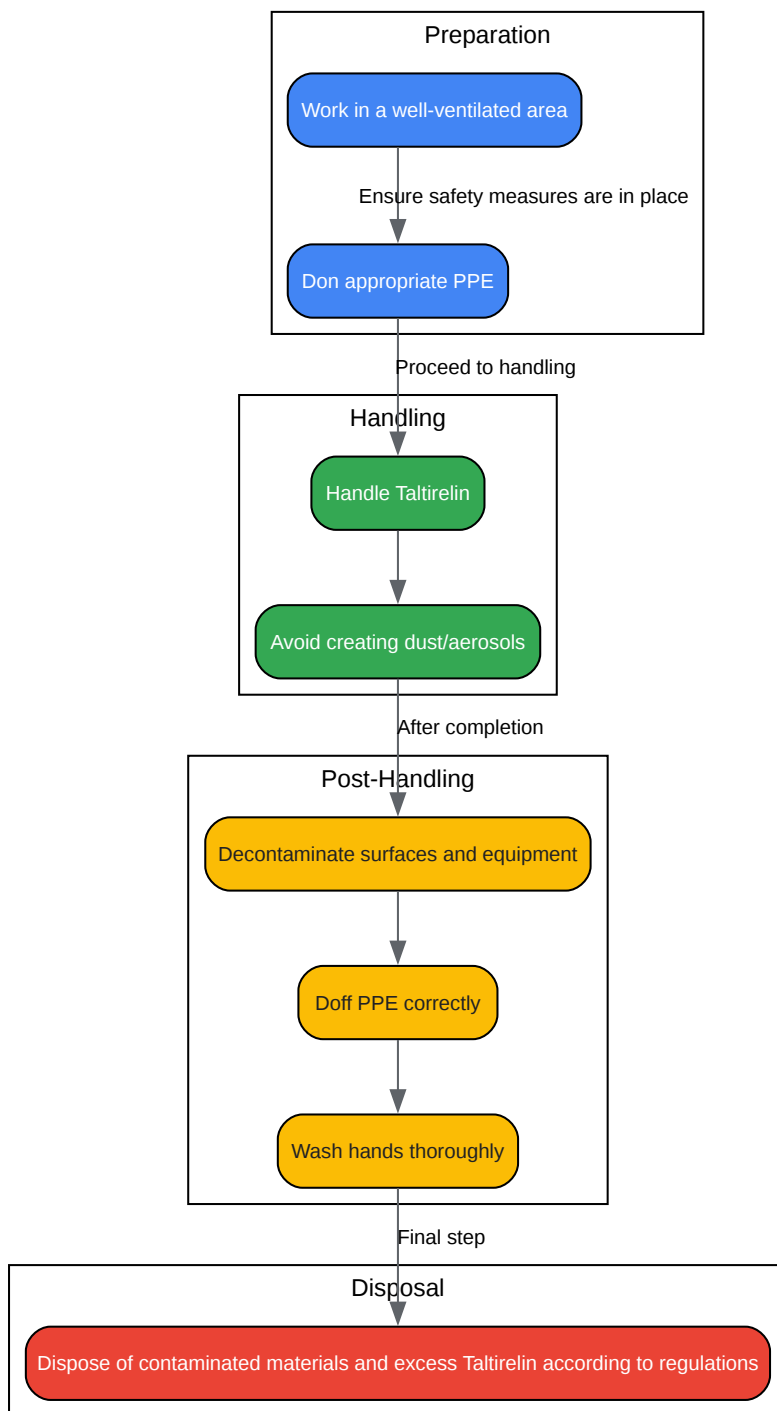 Preparation
Work in a well-ventilated area
Ensure safety measures are in place
Don appropriate PPE
Proceed to handling
Handling
Handle Taltirelin
Avoid creating dust/aerosols
After completion
Post-Handling
Decontaminate surfaces and equipment
Doff PPE correctly
Wash hands thoroughly
Final step
Disposal
Dispose of contaminated materials and excess Taltirelin according to regulations